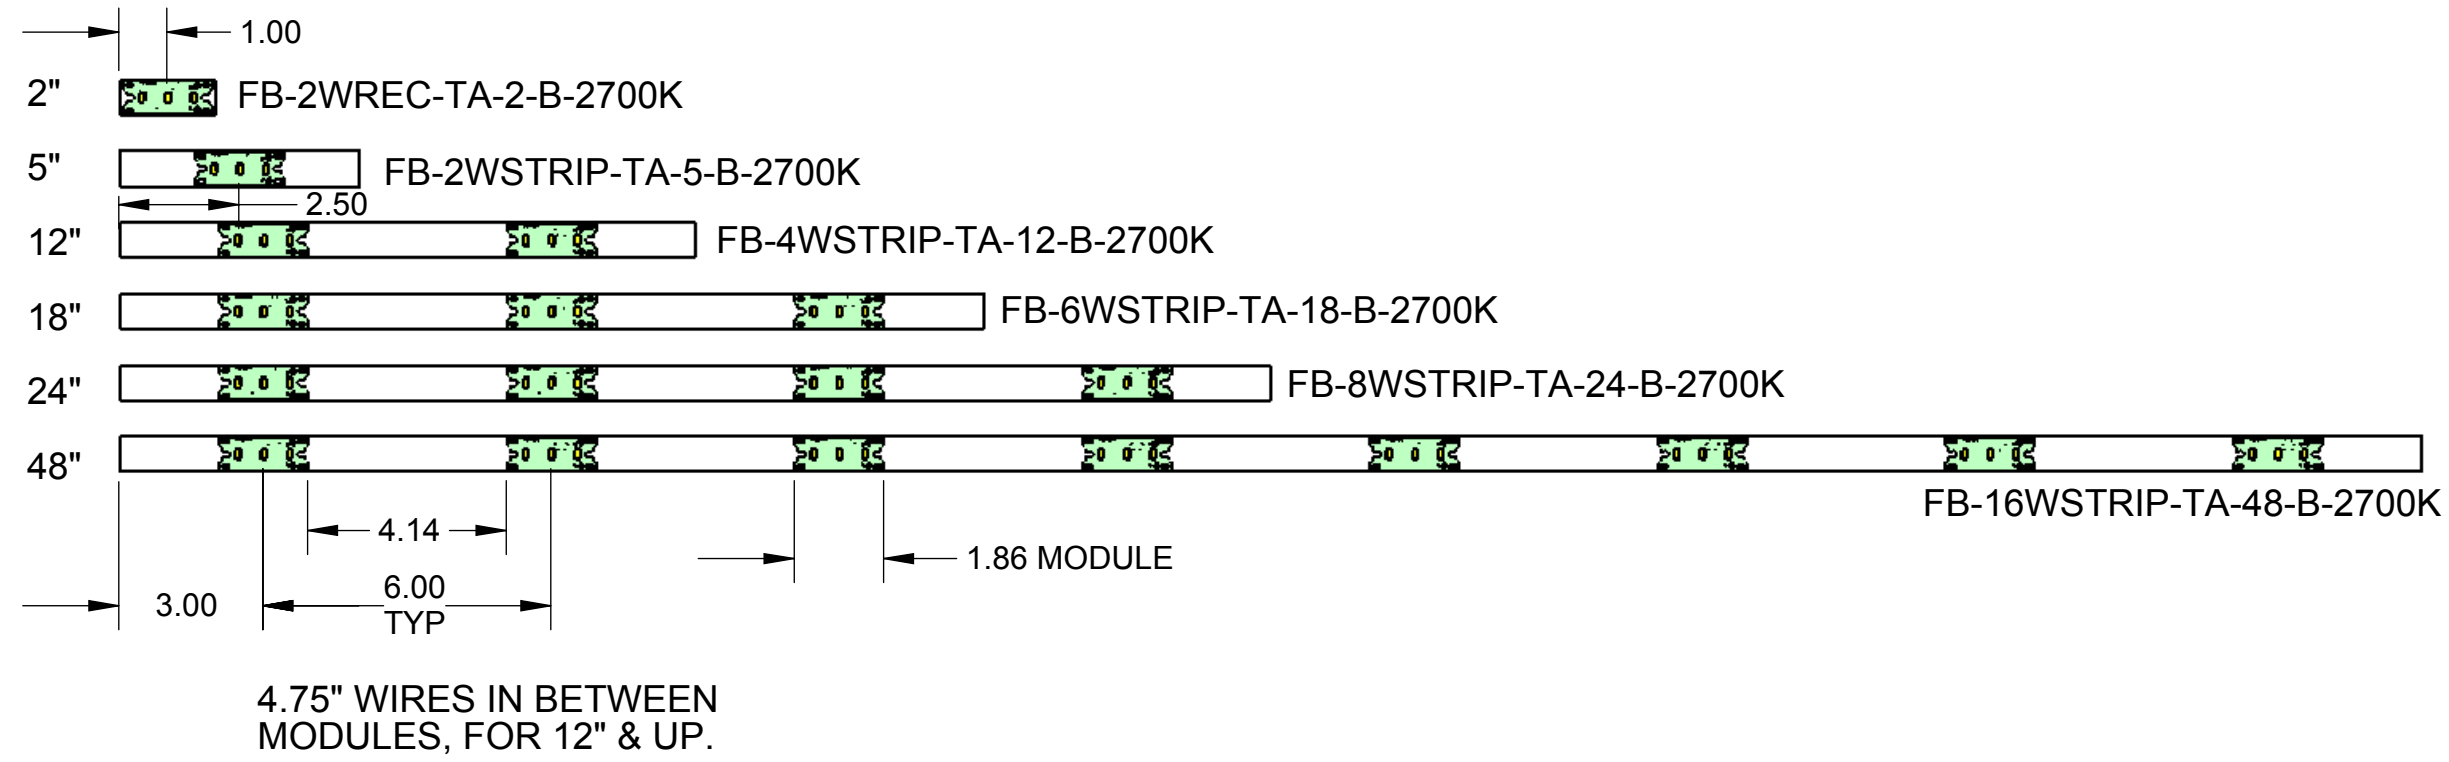 1.00
2" FB-2WREC-TA-2-B-2700K
5" FB-2WSTRIP-TA-5-B-2700K
2.50
12" FB-4WSTRIP-TA-12-B-2700K
18" FB-6WSTRIP-TA-18-B-2700K
24" FB-8WSTRIP-TA-24-B-2700K
48"
FB-16WSTRIP-TA-48-B-2700K
4.14
1.86 MODULE
3.00
6.00
TYP
4.75" WIRES IN BETWEEN
MODULES, FOR 12" & UP.